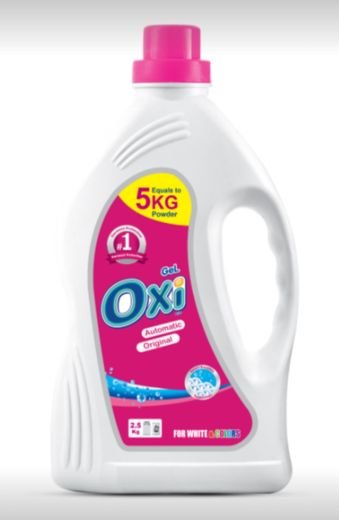 Equals to
5KG
Powder
#1
GeL
Oxi
Automatic
Original
2.5
Kg
FOR WHITE & COLORS